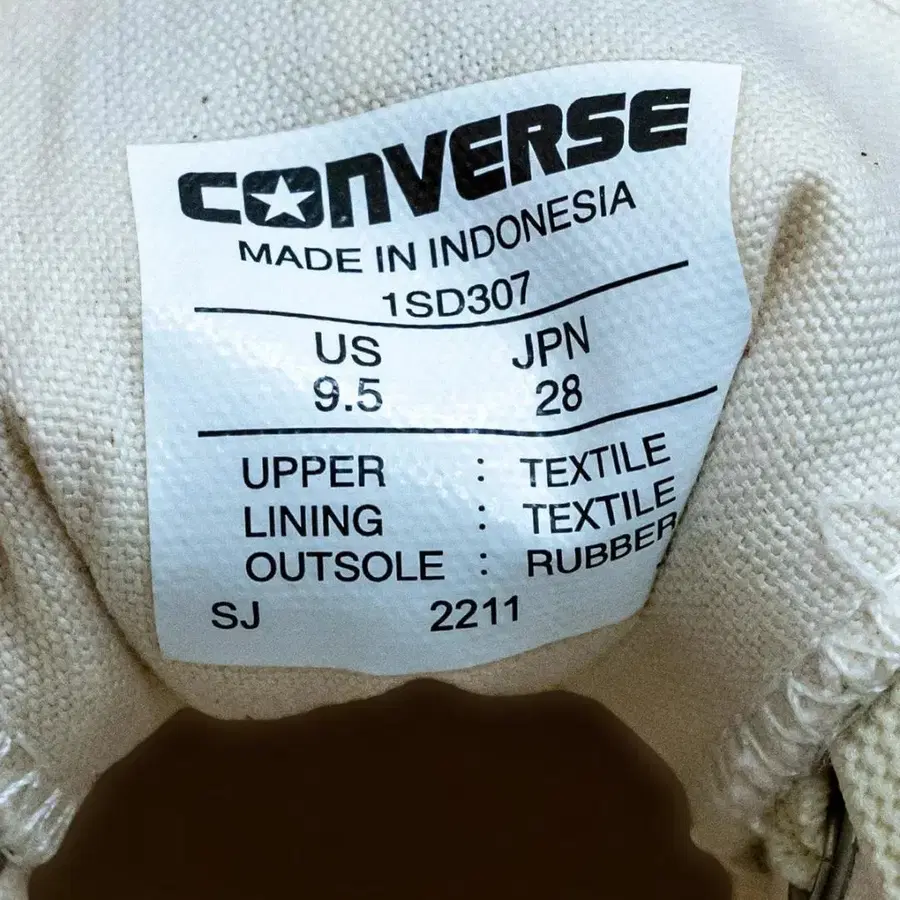 CONVERSE
MADE IN INDONESIA
1SD307
US JPN
9.5 28
UPPER : TEXTILE
LINING : TEXTILE
OUTSOLE : RUBBER
SJ 2211